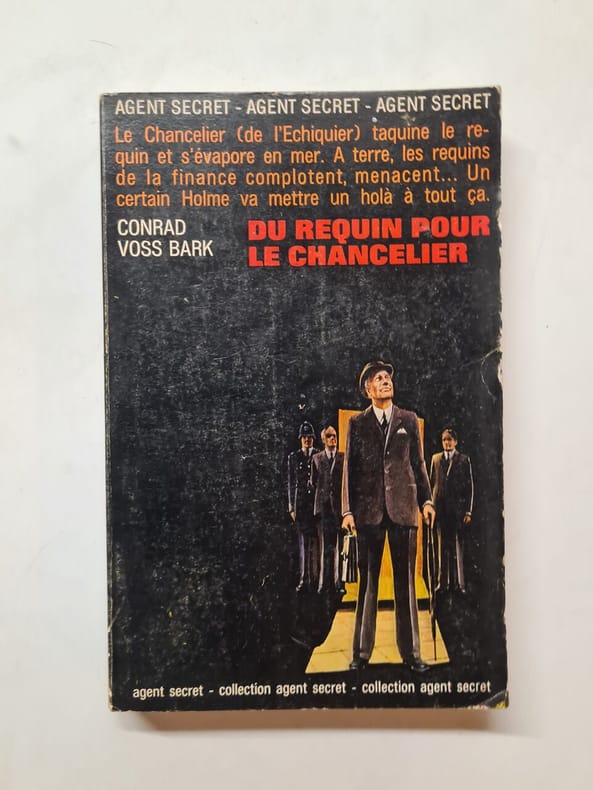 AGENT SECRET - AGENT SECRET - AGENT SECRET
Le Chancelier (de l'Echiquier) taquine le re-
quin et s'évapore en mer. A terre, les requins
de la finance complotent, menacent... Un
certain Holme va mettre un holà à tout ça.
CONRAD
VOSS BARK
DU REQUIN POUR
LE CHANCELIER
agent secret - collection agent secret - collection agent secret